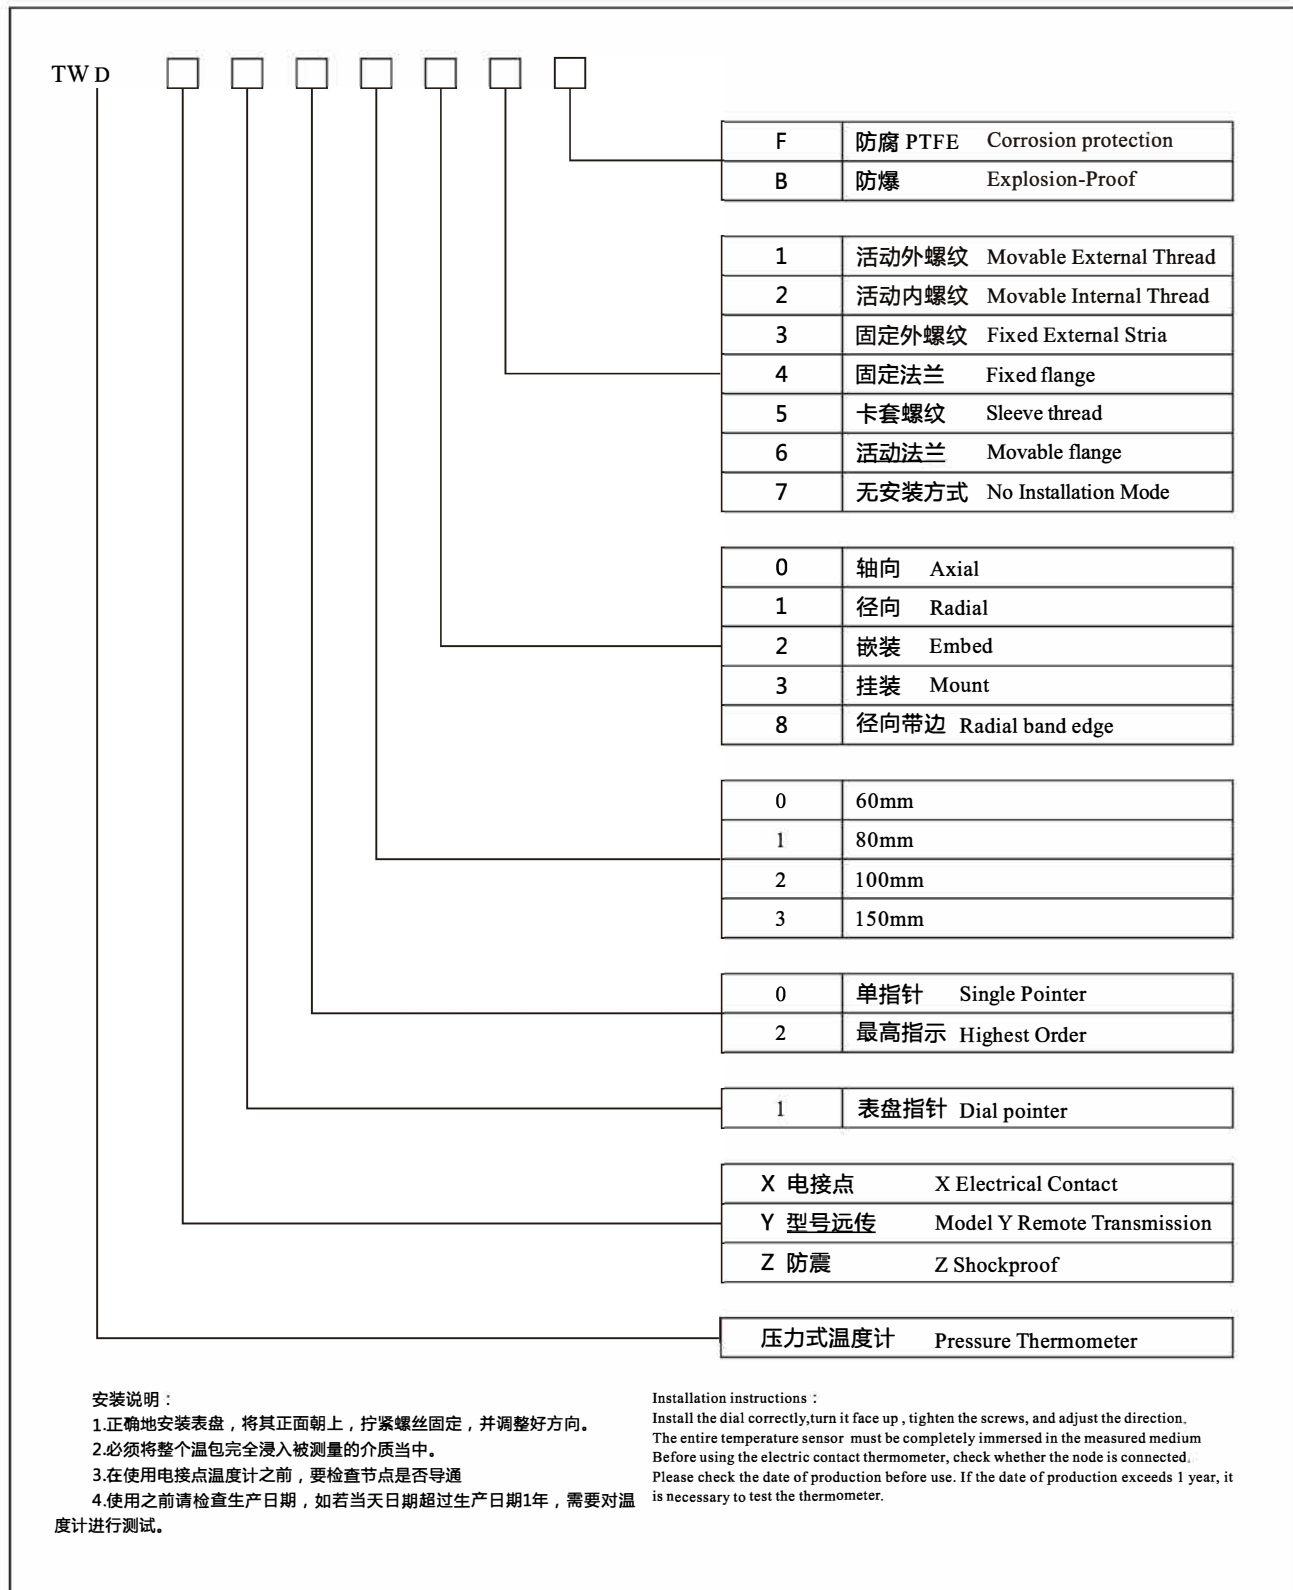 TW D
F 防腐 PTFE Corrosion protection
B 防爆 Explosion-Proof
1 活动外螺纹 Movable External Thread
2 活动内螺纹 Movable Internal Thread
3 固定外螺纹 Fixed External Stria
4 固定法兰 Fixed flange
5 卡套螺纹 Sleeve thread
6 活动法兰 Movable flange
7 无安装方式 No Installation Mode
0 轴向 Axial
1 径向 Radial
2 嵌装 Embed
3 挂装 Mount
8 径向带边 Radial band edge
0 60mm
1 80mm
2 100mm
3 150mm
0 单指针 Single Pointer
2 最高指示 Highest Order
1 表盘指针 Dial pointer
X 电接点 X Electrical Contact
Y 型号远传 Model Y Remote Transmission
Z 防震 Z Shockproof
压力式温度计 Pressure Thermometer
安装说明：
1.正确地安装表盘，将其正面朝上，拧紧螺丝固定，并调整好方向。
2.必须将整个温包完全浸入被测量的介质当中。
3.在使用电接点温度计之前，要检查节点是否导通
4.使用之前请检查生产日期，如若当天日期超过生产日期1年，需要对温
度计进行测试。
Installation instructions：
Install the dial correctly,turn it face up , tighten the screws, and adjust the direction.
The entire temperature sensor must be completely immersed in the measured medium
Before using the electric contact thermometer, check whether the node is connected.
Please check the date of production before use. If the date of production exceeds 1 year, it
is necessary to test the thermometer.